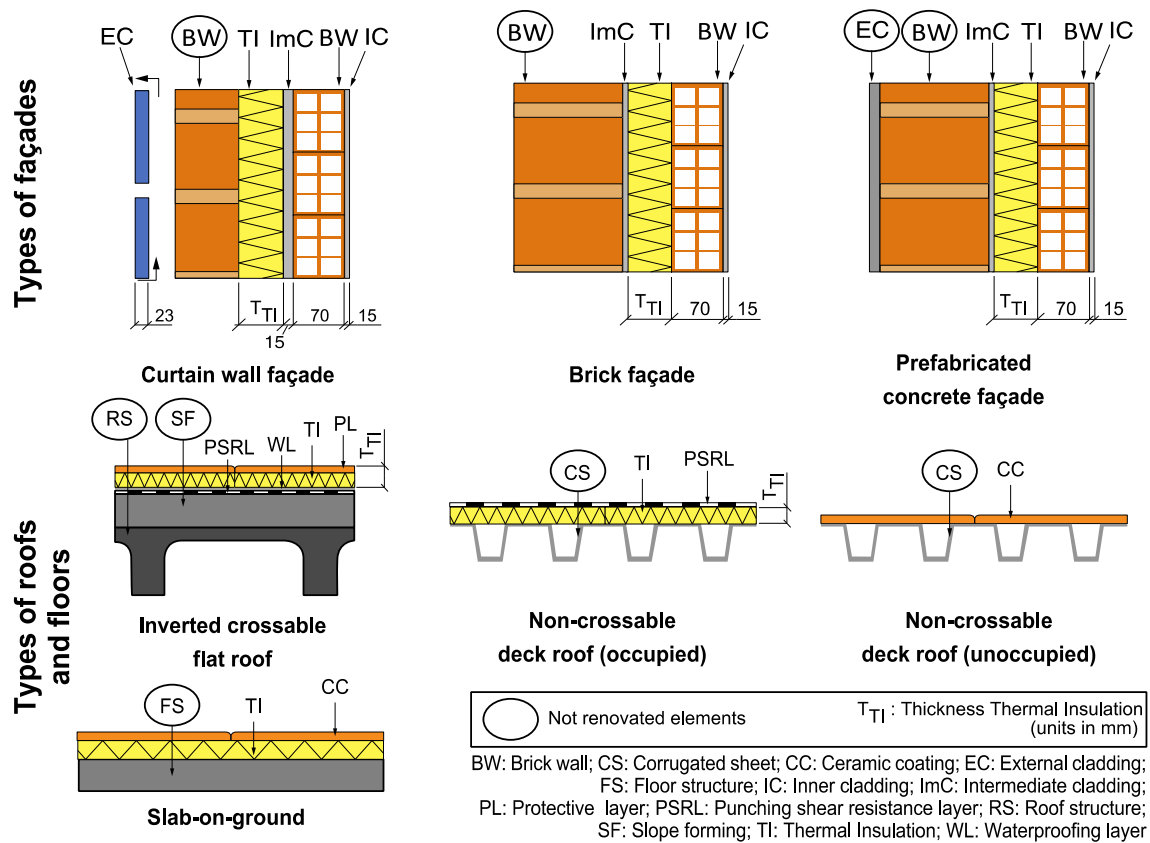 Types of façades
EC BW TI ImC BW IC
23 TTI 15 70 15
Curtain wall façade
BW ImC TI BW IC
TTI 70 15
Brick façade
EC BW ImC TI BW IC
TTI 70 15
Prefabricated
concrete façade
Types of roofs
and floors
RS SF PSRL WL TI PL TTI
Inverted crossable
flat roof
CS TI PSRL TTI
Non-crossable
deck roof (occupied)
CS CC
Non-crossable
deck roof (unoccupied)
FS TI CC
Slab-on-ground
Not renovated elements
TTI : Thickness Thermal Insulation
(units in mm)
BW: Brick wall; CS: Corrugated sheet; CC: Ceramic coating; EC: External cladding;
FS: Floor structure; IC: Inner cladding; ImC: Intermediate cladding;
PL: Protective layer; PSRL: Punching shear resistance layer; RS: Roof structure;
SF: Slope forming; TI: Thermal Insulation; WL: Waterproofing layer